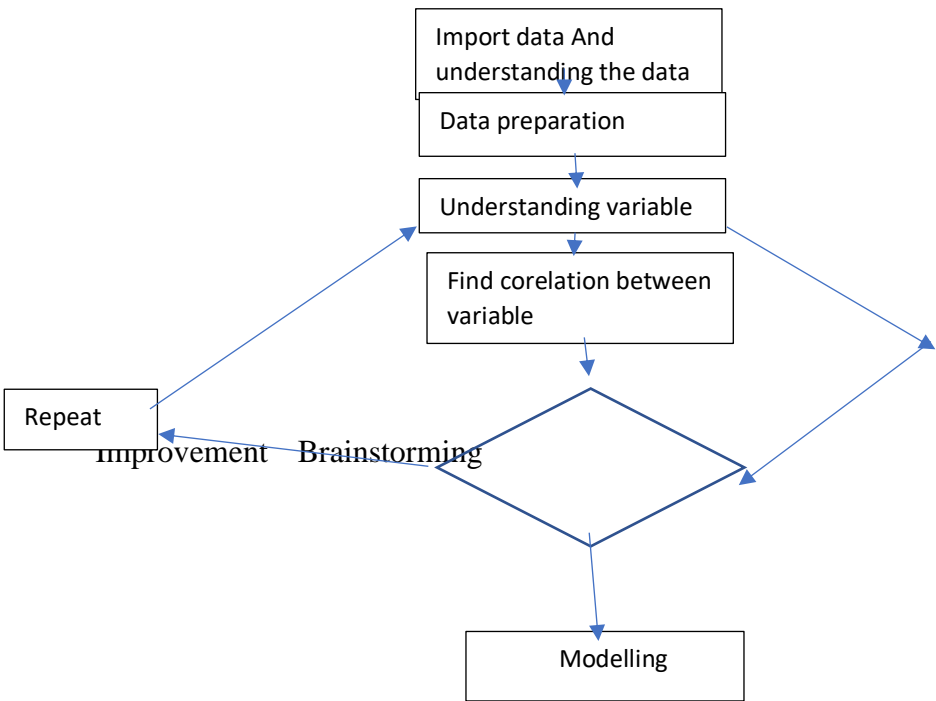 Import data And
understanding the data
Data preparation
Understanding variable
Find corelation between
variable
Repeat
Improvement Brainstorming
Modelling